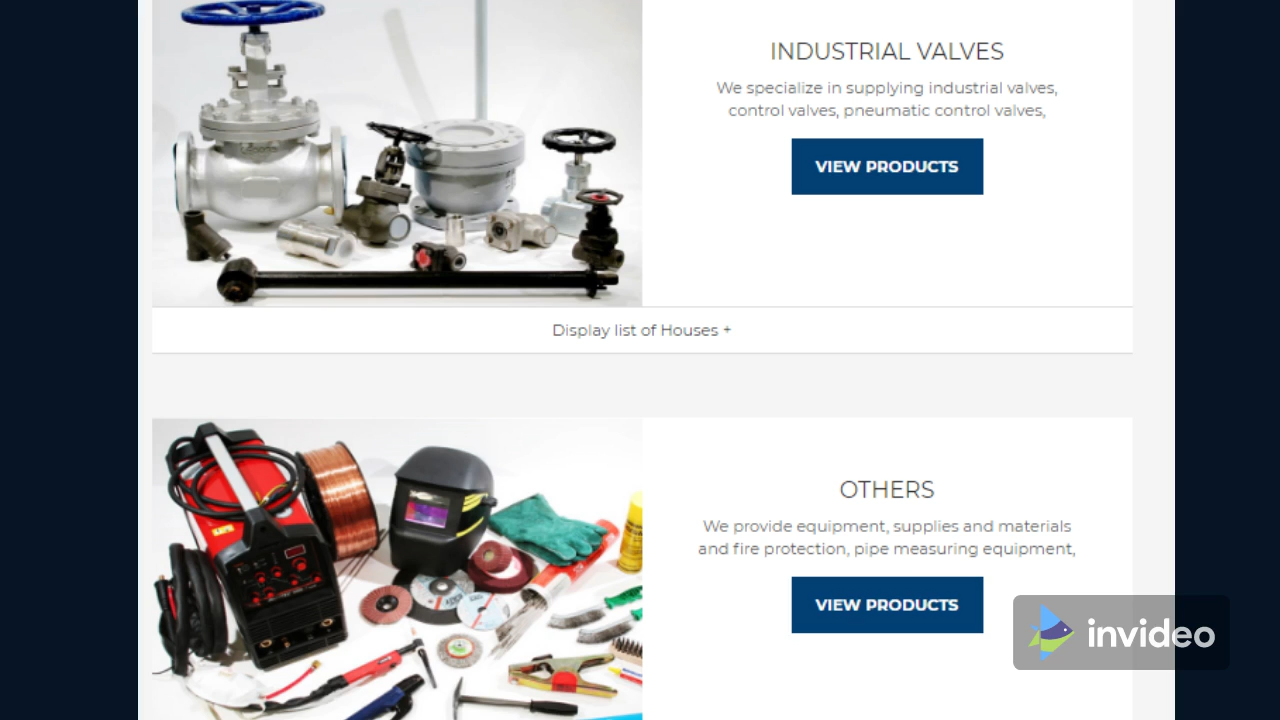 INDUSTRIAL VALVES
We specialize in supplying industrial valves,
control valves, pneumatic control valves,
VIEW PRODUCTS
Display list of Houses +
OTHERS
We provide equipment, supplies and materials
and fire protection, pipe measuring equipment,
VIEW PRODUCTS
invideo